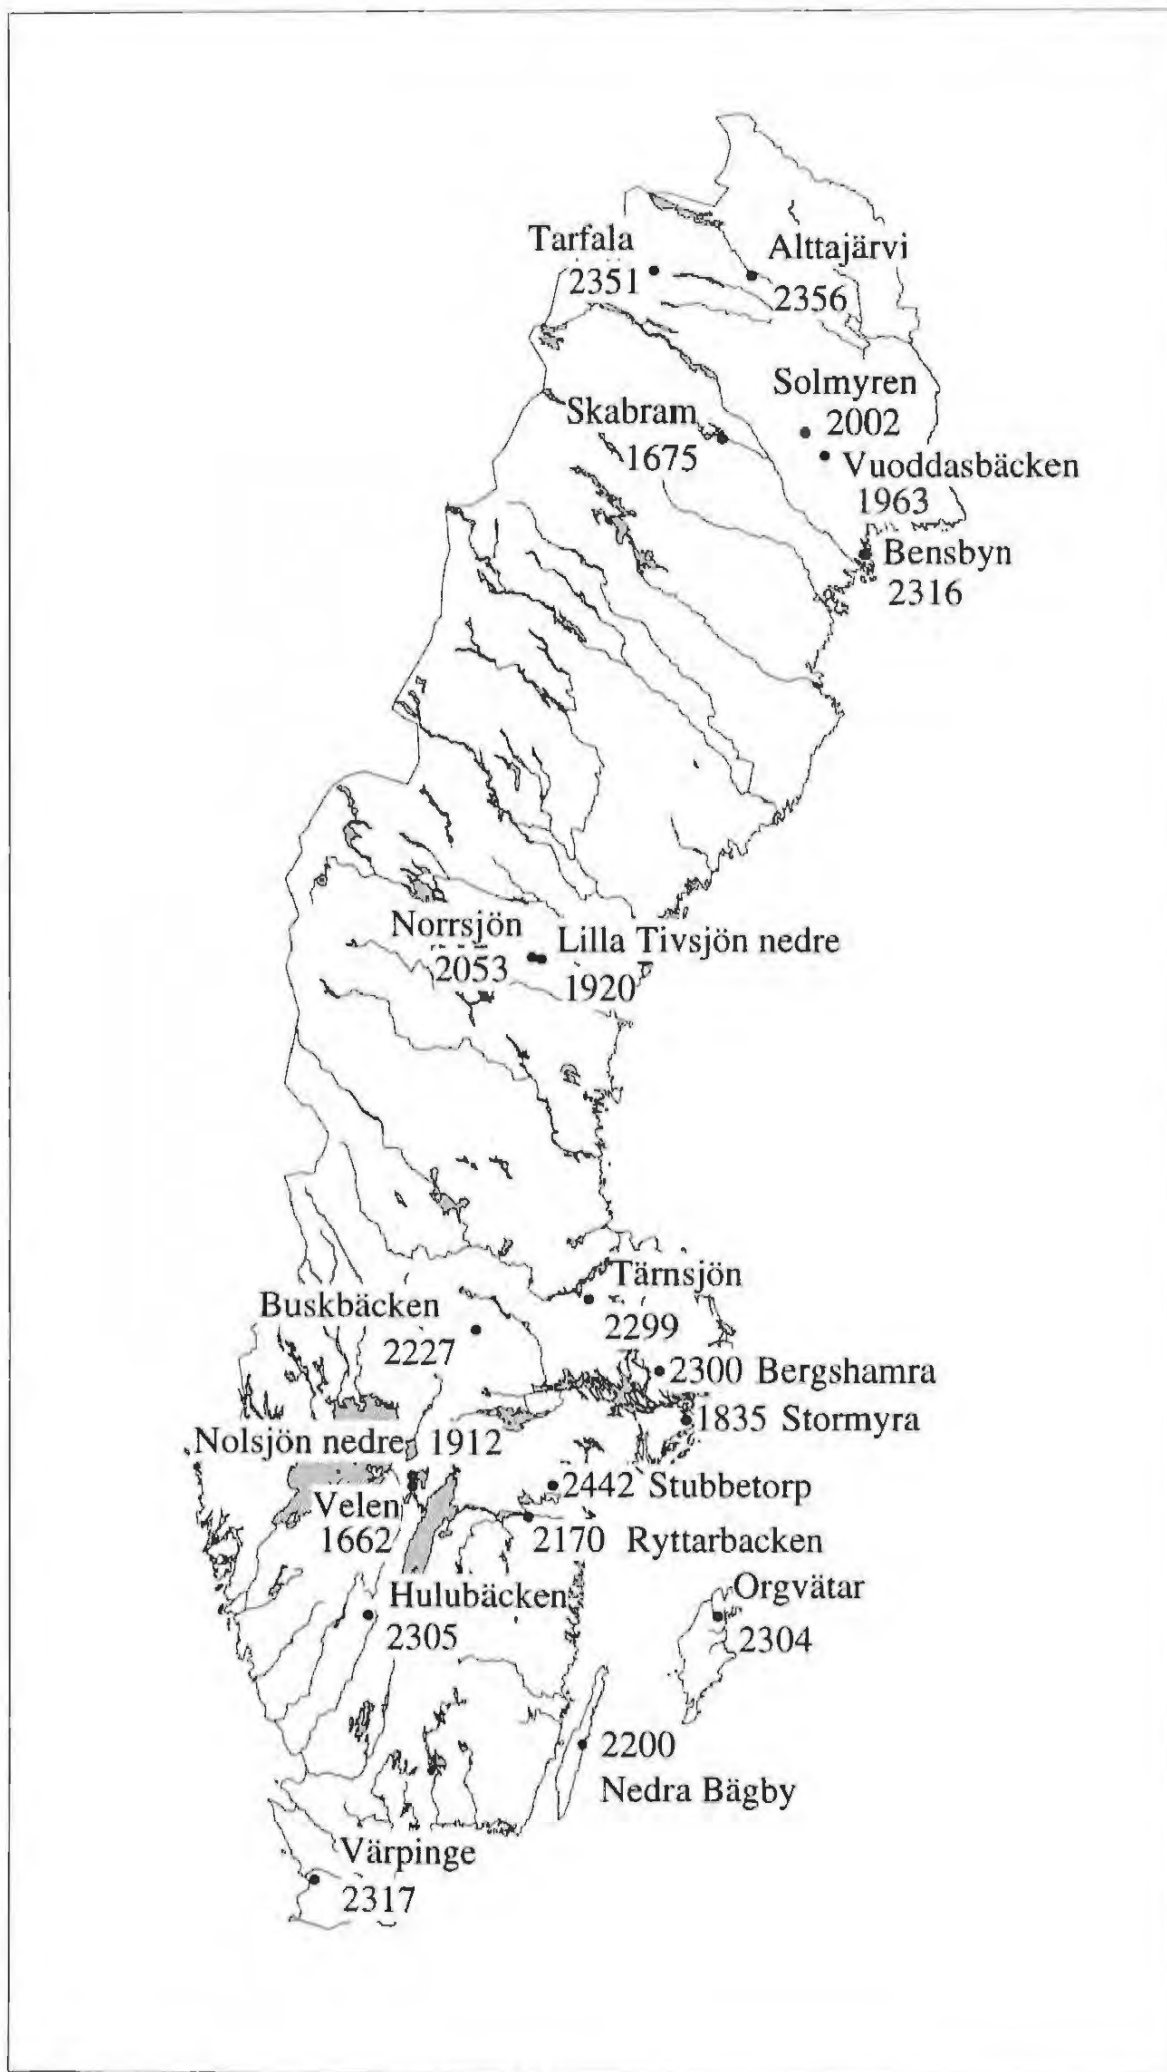 Tarfala
2351
Alttajärvi
2356
Solmyren
2002
Skabram
1675
Vuoddasbäcken
1963
Bensbyn
2316
Norrsjön
2053
Lilla Tivsjön nedre
1920
Tärnsjön
2299
Buskbäcken
2227
2300 Bergshamra
1835 Stormyra
Nolsjön nedre 1912
2442 Stubbetorp
Velen
1662
2170 Ryttarbacken
Hulubäcken
2305
Orgvätar
2304
2200
Nedra Bägby
Värpinge
2317